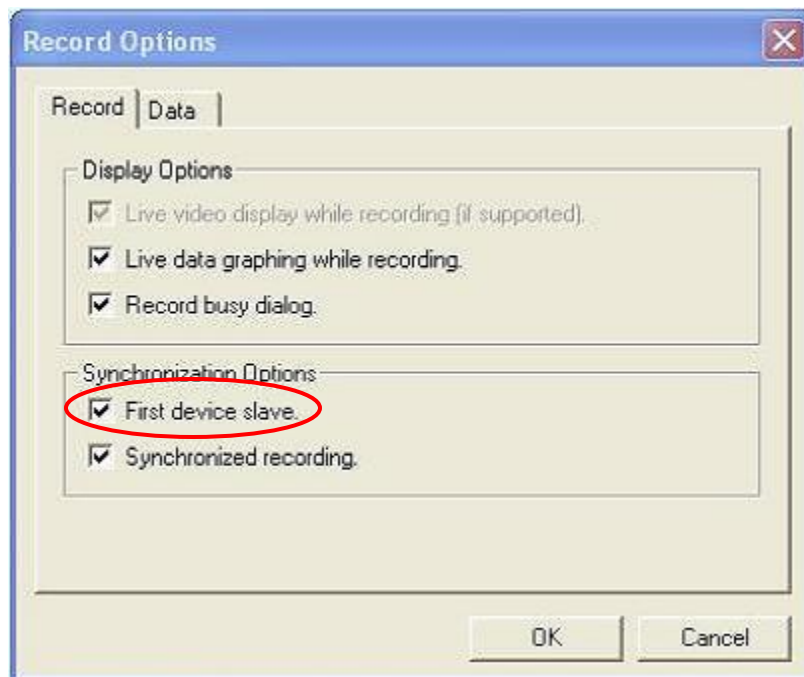 Record Options
Record
Data
Display Options
Live video display while recording (if supported).
Live data graphing while recording.
Record busy dialog.
Synchronization Options
First device slave.
Synchronized recording.
OK
Cancel